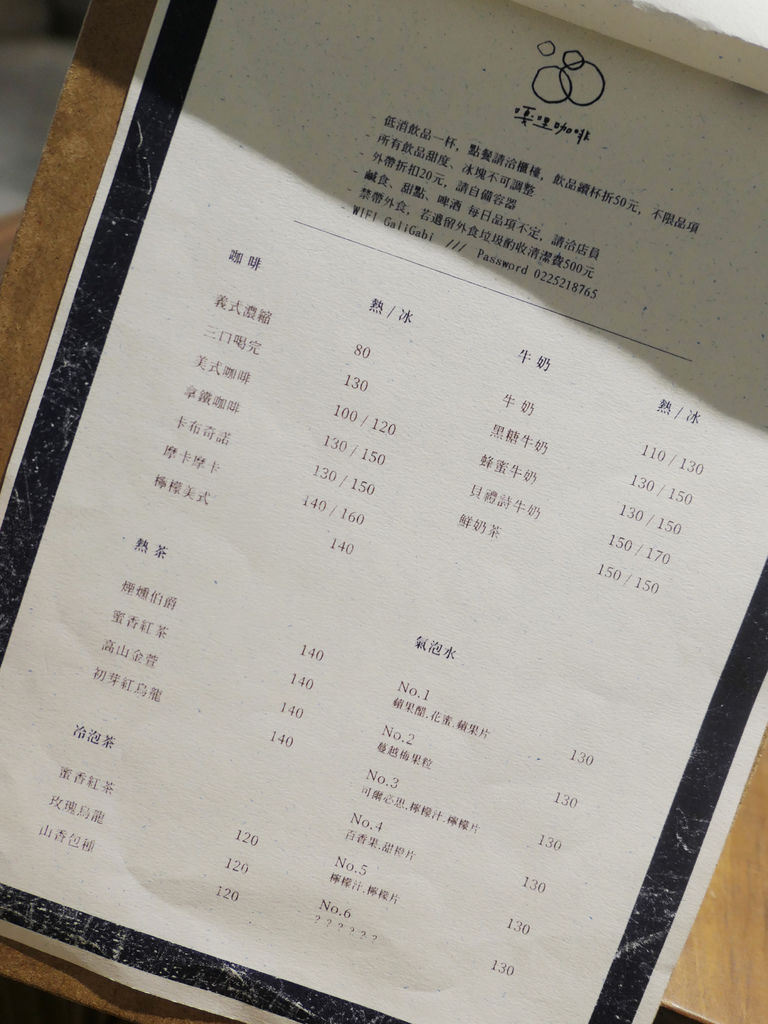 嘎哩咖啡
- 低消飲品一杯，點餐請洽櫃檯，飲品續杯折50元，不限品項
- 所有飲品甜度、冰塊不可調整
- 外帶折扣20元，請自備容器
- 鹹食、甜點、啤酒 每日品項不定，請洽店員
- 禁帶外食，若遺留外食垃圾酌收清潔費500元
- WIFI GaliGabi /// Password 0225218765
咖啡 熱/冰
義式濃縮 80
三口喝完 130
美式咖啡 100/120
拿鐵咖啡 130/150
卡布奇諾 130/150
摩卡摩卡 140/160
檸檬美式 140
牛奶 熱/冰
牛奶 110/130
黑糖牛奶 130/150
蜂蜜牛奶 130/150
貝禮詩牛奶 150/170
鮮奶茶 150/150
熱茶
煙燻伯爵 140
蜜香紅茶 140
高山金萱 140
初芽紅烏龍 140
冷泡茶
蜜香紅茶 120
玫瑰烏龍 120
山香包種 120
氣泡水
No.1
蘋果醋.花蜜.蘋果片 130
No.2
蔓越梅果粒 130
No.3
可爾必思.檸檬汁.檸檬片 130
No.4
百香果.甜橙片 130
No.5
檸檬汁.檸檬片 130
No.6
?????? 130